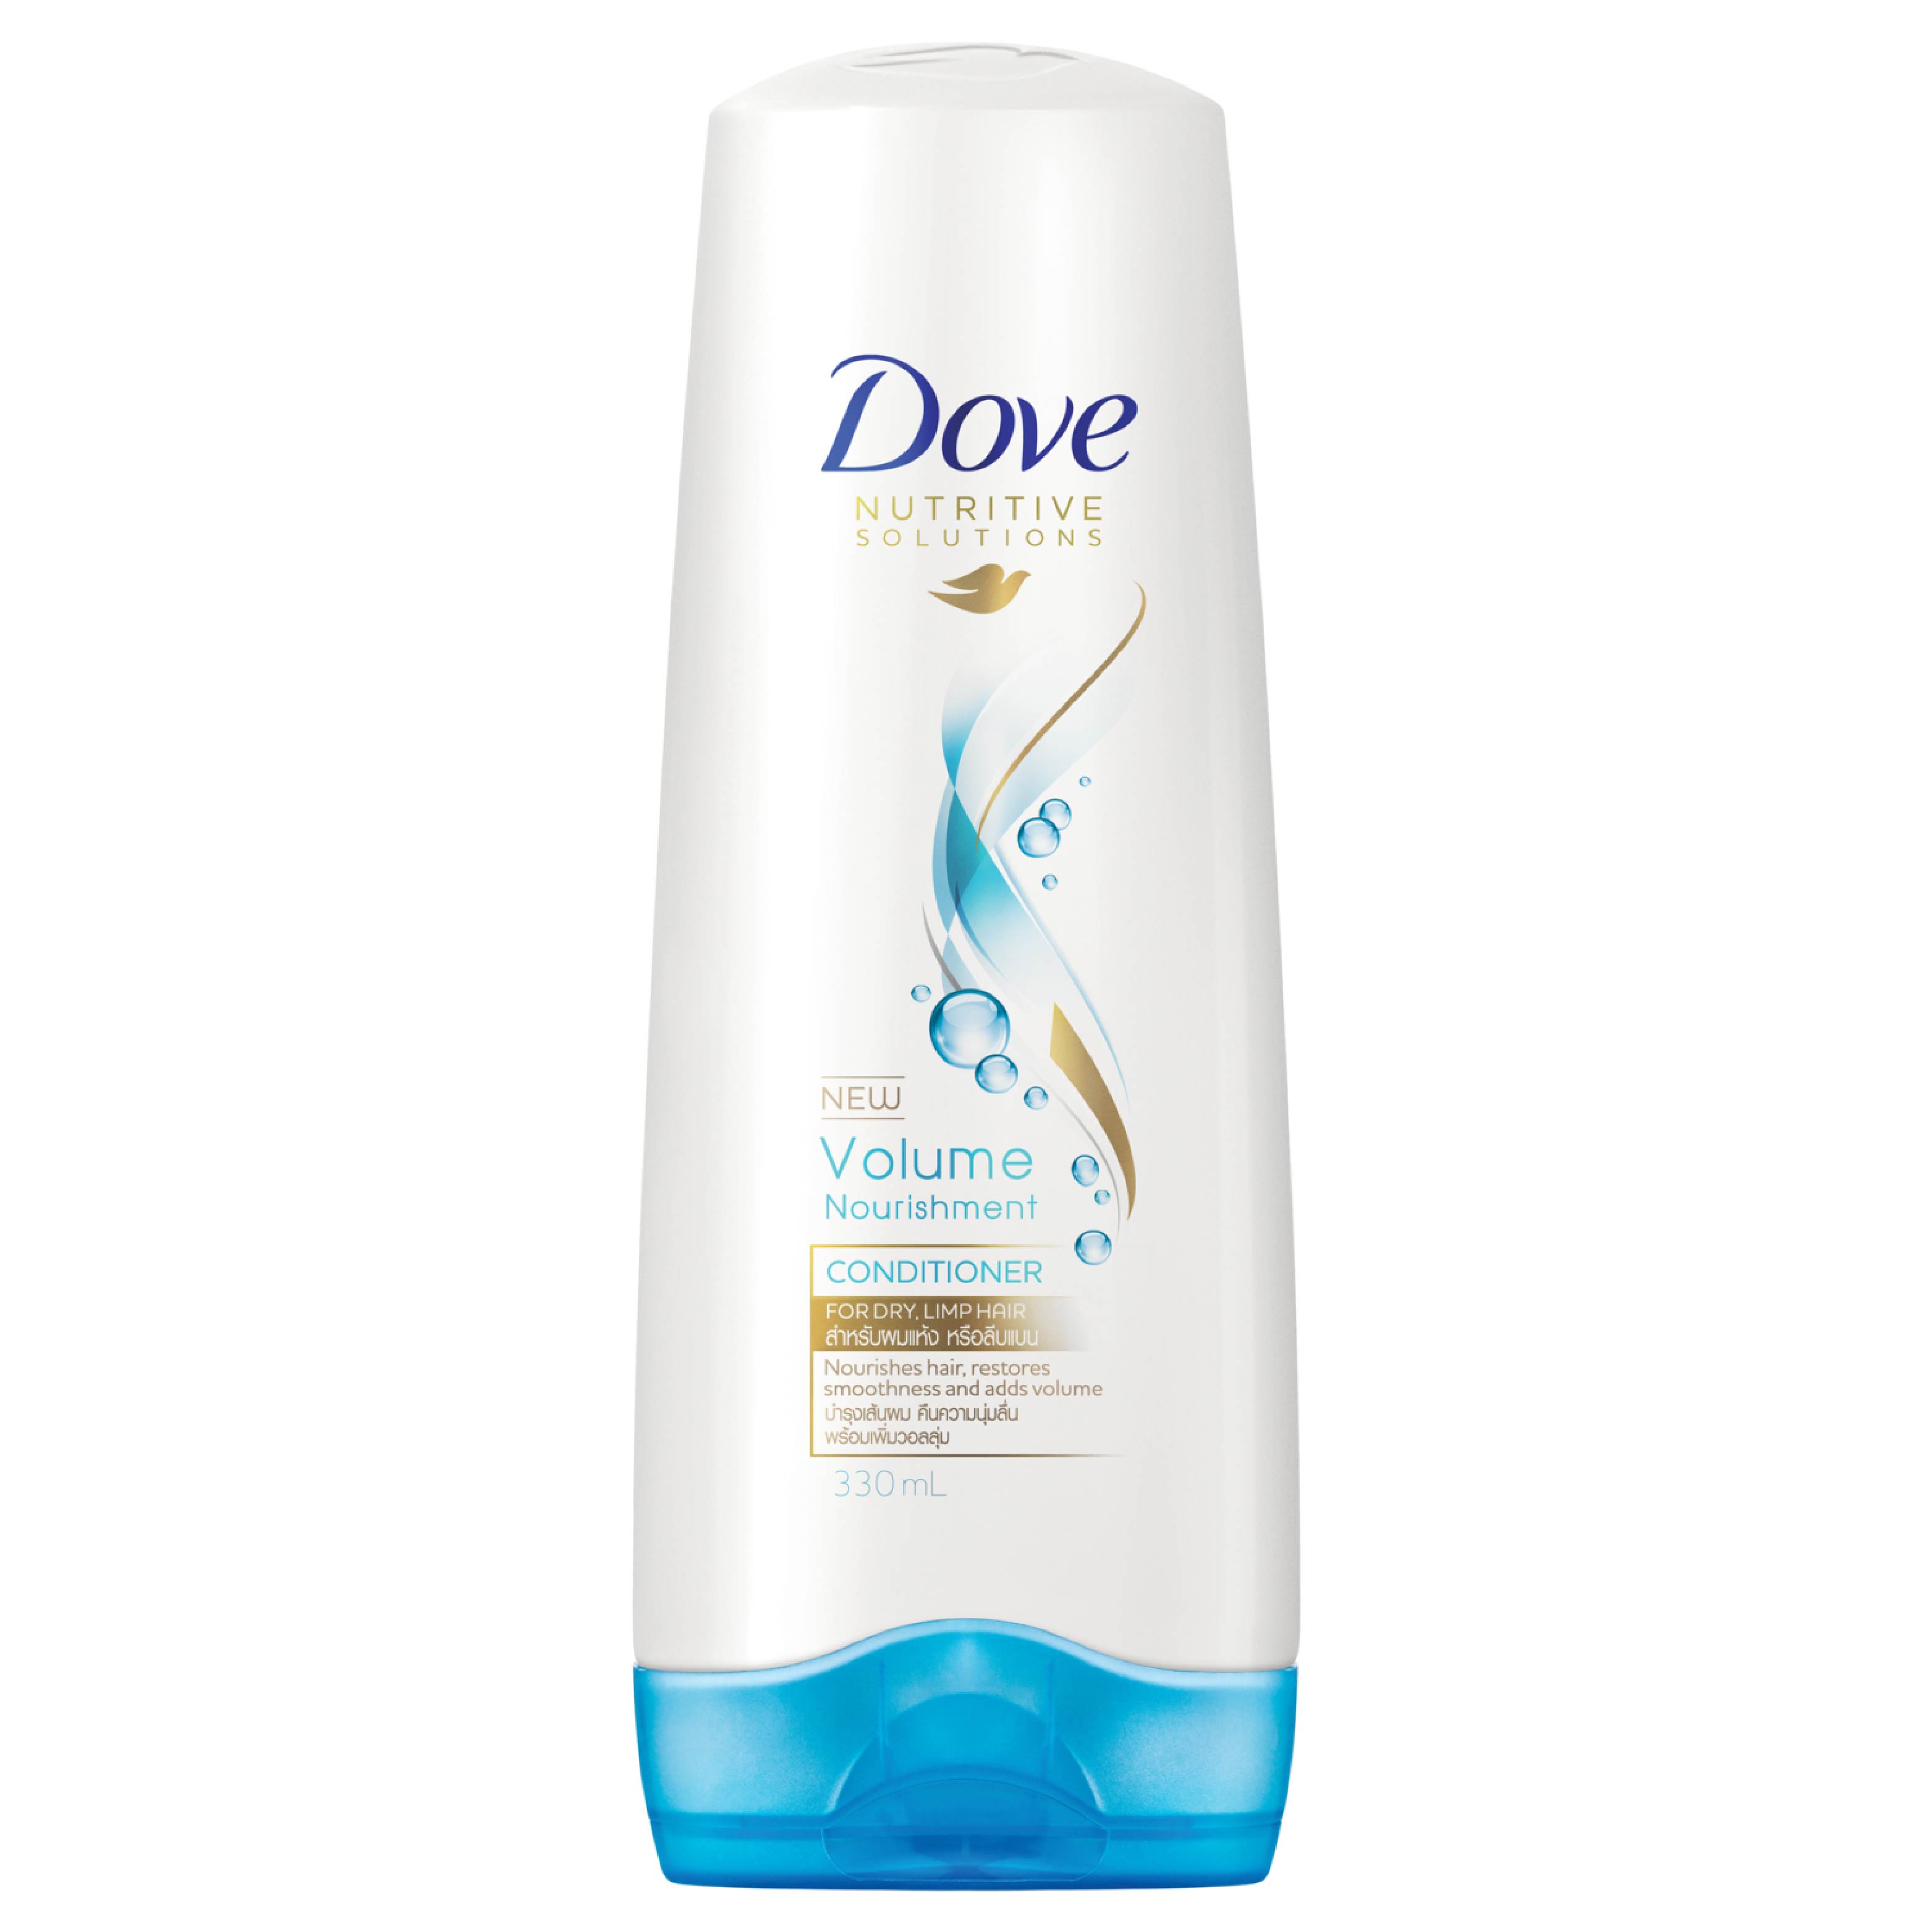 Dove
NUTRITIVE
SOLUTIONS
NEW
Volume
Nourishment
CONDITIONER
FOR DRY, LIMP HAIR
สำหรับผมแห้ง หรือลีบแบน
Nourishes hair, restores
smoothness and adds volume
บำรุงเส้นผม คืนความนุ่มลื่น
พร้อมเพิ่มวอลลุ่ม
330 mL